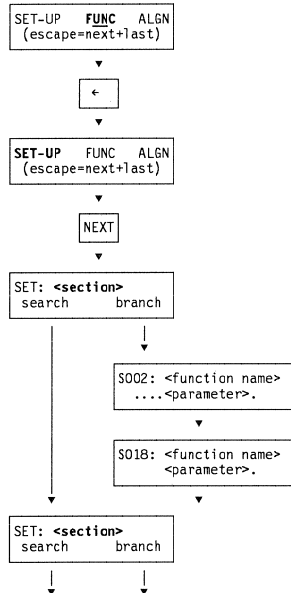 SET-UP FUNC ALGN
(escape=next+last)
←
SET-UP FUNC ALGN
(escape=next+last)
NEXT
SET: <section>
search branch
S002: <function name>
....<parameter>.
S018: <function name>
<parameter>.
SET: <section>
search branch